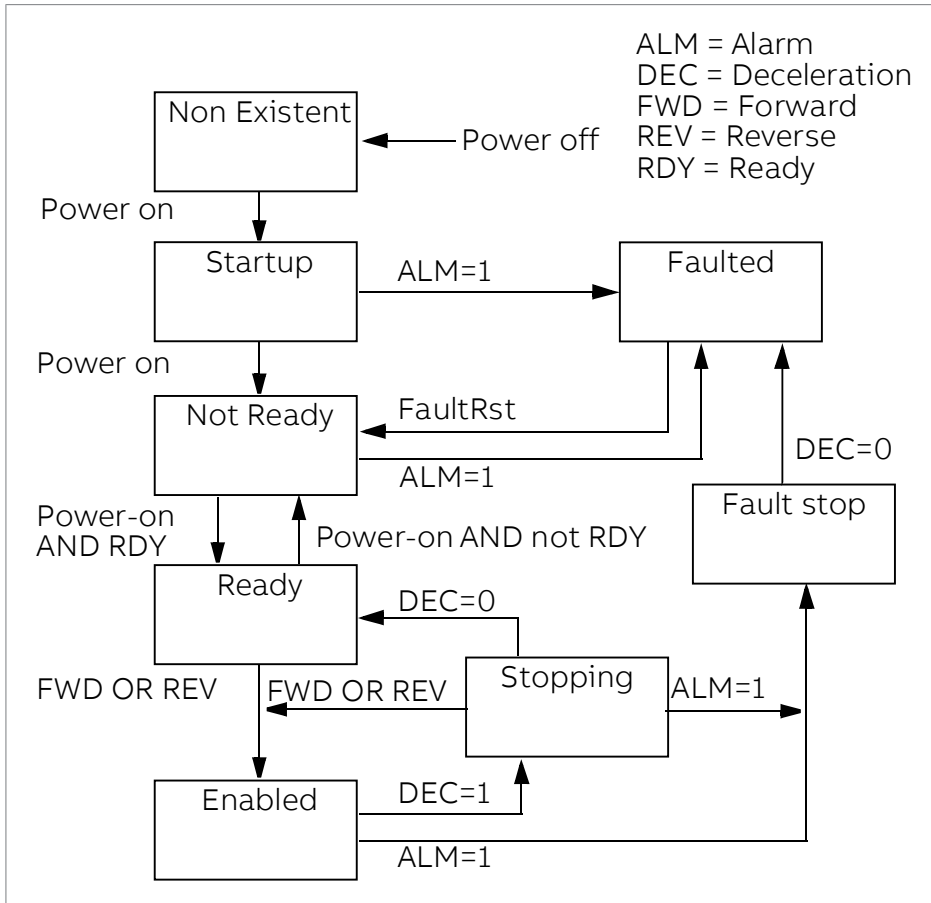 ALM = Alarm
DEC = Deceleration
FWD = Forward
REV = Reverse
RDY = Ready
Non Existent
Power off
Power on
Startup
ALM=1
Faulted
Power on
Not Ready
FaultRst
ALM=1
DEC=0
Fault stop
Power-on
AND RDY
Power-on AND not RDY
Ready
DEC=0
FWD OR REV
FWD OR REV
Stopping
ALM=1
Enabled
DEC=1
ALM=1